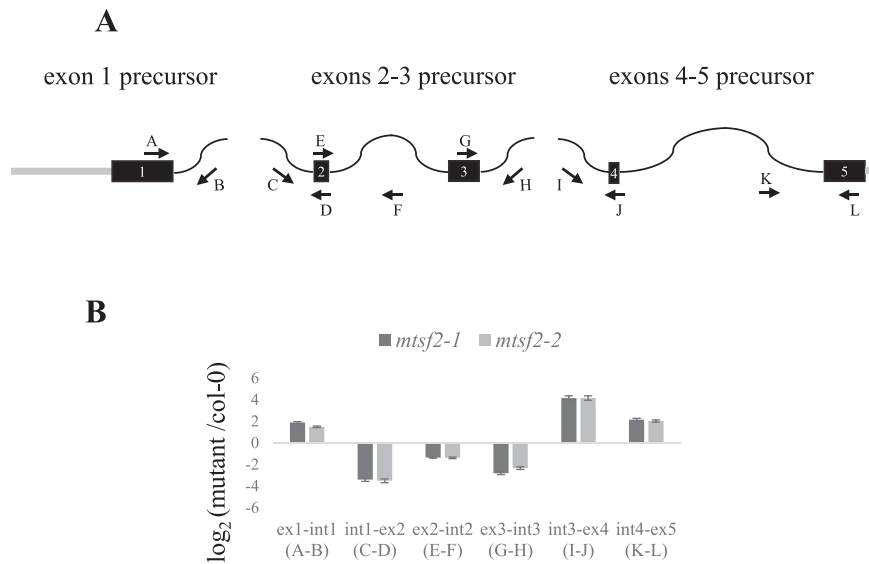 A
exon 1 precursor exons 2-3 precursor exons 4-5 precursor
A E G
1 2 3 4 5
B C H I K
D F J L
B
mtsf2-1 mtsf2-2
log2(mutant /col-0)
6
4
2
0
-2
-4
-6
ex1-int1 int1-ex2 ex2-int2 ex3-int3 int3-ex4 int4-ex5
(A-B) (C-D) (E-F) (G-H) (I-J) (K-L)